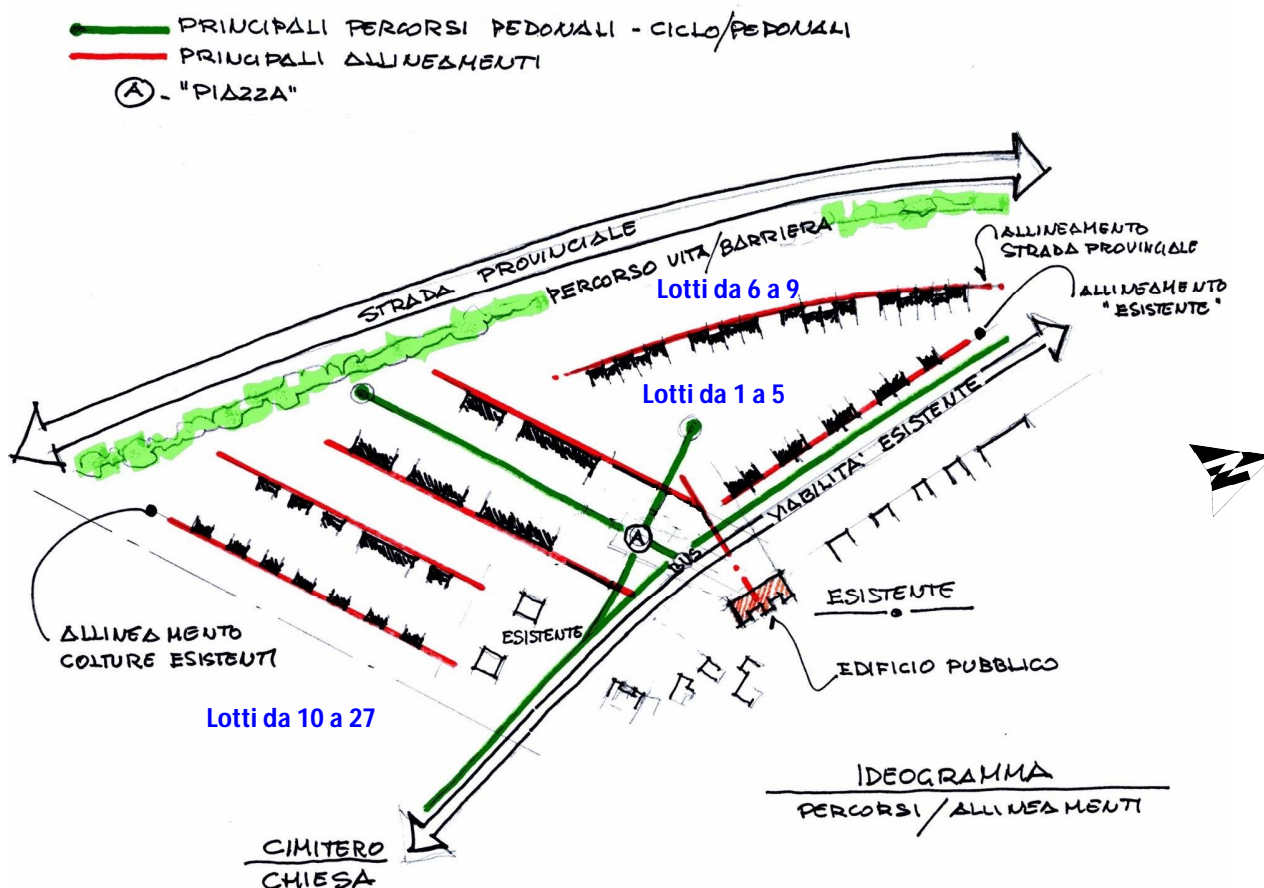 PRINCIPALI PERCORSI PEDONALI - CICLO/PEDONALI
PRINCIPALI ALLINEAMENTI
A - "PIAZZA"
STRADA PROVINCIALE
PERCORSO VITA/BARRIERA
ALLINEAMENTO
STRADA PROVINCIALE
Lotti da 6 a 9
ALLINEAMENTO
"ESISTENTE"
Lotti da 1 a 5
VIABILITA' ESISTENTE
N
A
BUS
ESISTENTE
ESISTENTE
ALLINEAMENTO
COLTURE ESISTENTI
EDIFICIO PUBBLICO
Lotti da 10 a 27
IDEOGRAMMA
PERCORSI/ALLINEAMENTI
CIMITERO
CHIESA